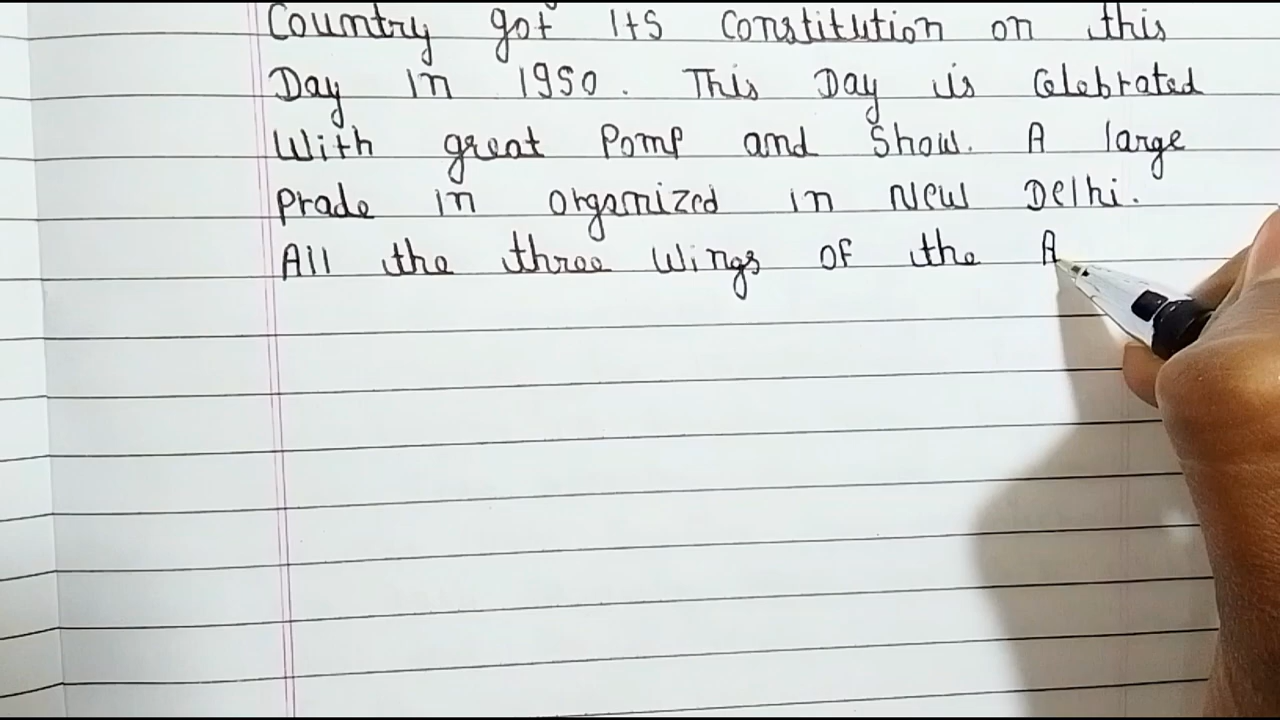 Country got Its Constitution on this
Day In 1950. This Day is Celebrated
With great Pomp and Show. A large
Prade In organized in New Delhi.
All the three Wings of the A